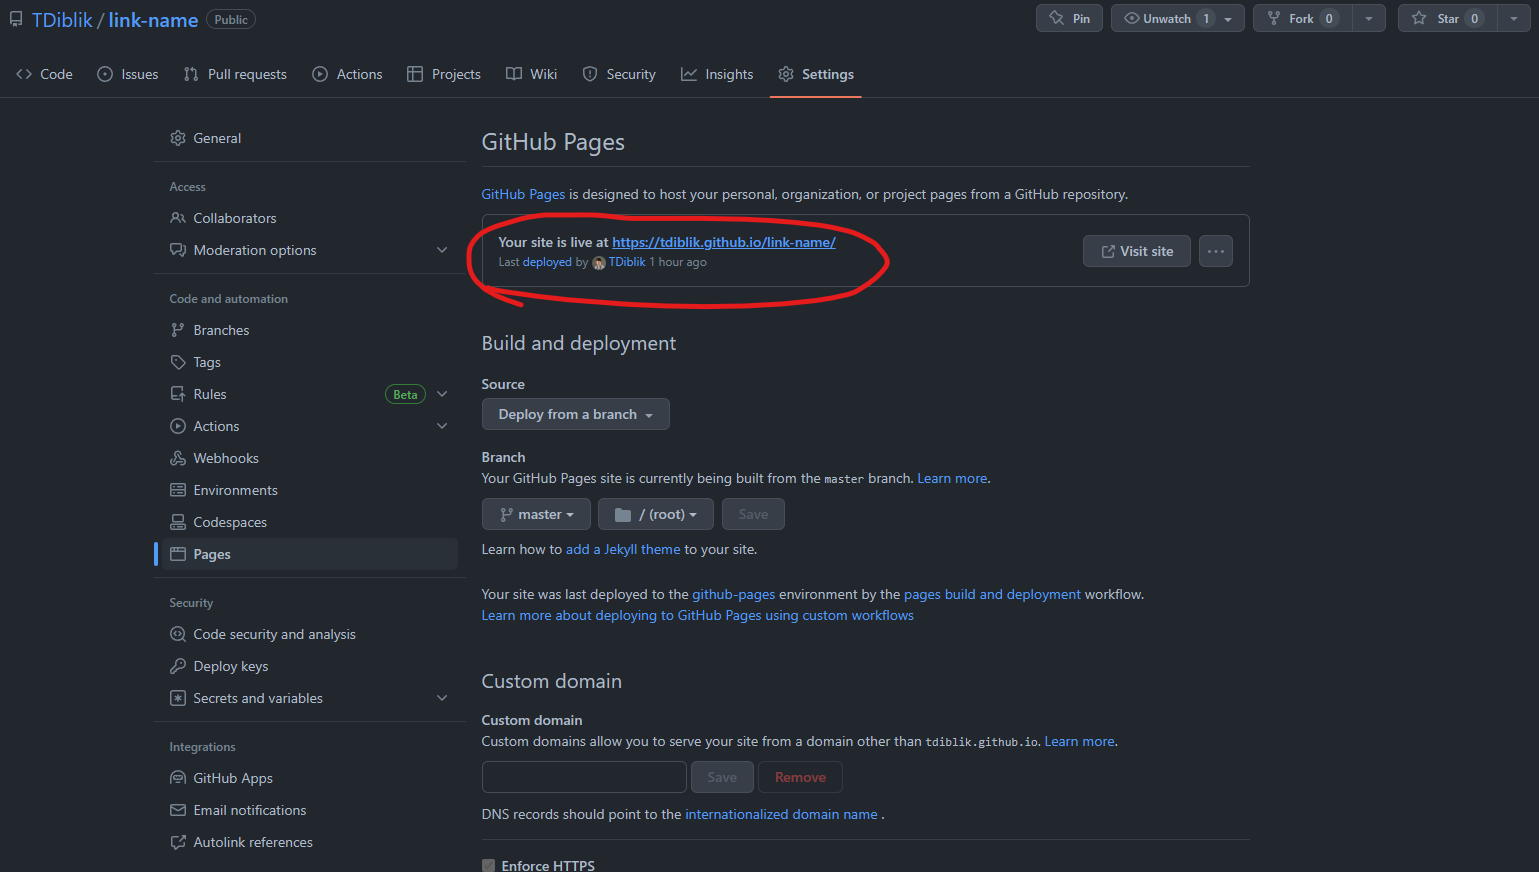 TDiblik / link-name Public Pin Unwatch 1 Fork 0 Star 0
Code Issues Pull requests Actions Projects Wiki Security Insights Settings
General
Access
Collaborators
Moderation options
Code and automation
Branches
Tags
Rules Beta
Actions
Webhooks
Environments
Codespaces
Pages
Security
Code security and analysis
Deploy keys
Secrets and variables
Integrations
GitHub Apps
Email notifications
Autolink references
GitHub Pages
GitHub Pages is designed to host your personal, organization, or project pages from a GitHub repository.
Your site is live at https://tdiblik.github.io/link-name/
Last deployed by TDiblik 1 hour ago
Visit site
Build and deployment
Source
Deploy from a branch
Branch
Your GitHub Pages site is currently being built from the master branch. Learn more.
master / (root) Save
Learn how to add a Jekyll theme to your site.
Your site was last deployed to the github-pages environment by the pages build and deployment workflow.
Learn more about deploying to GitHub Pages using custom workflows
Custom domain
Custom domain
Custom domains allow you to serve your site from a domain other than tdiblik.github.io. Learn more.
Save Remove
DNS records should point to the internationalized domain name .
Enforce HTTPS